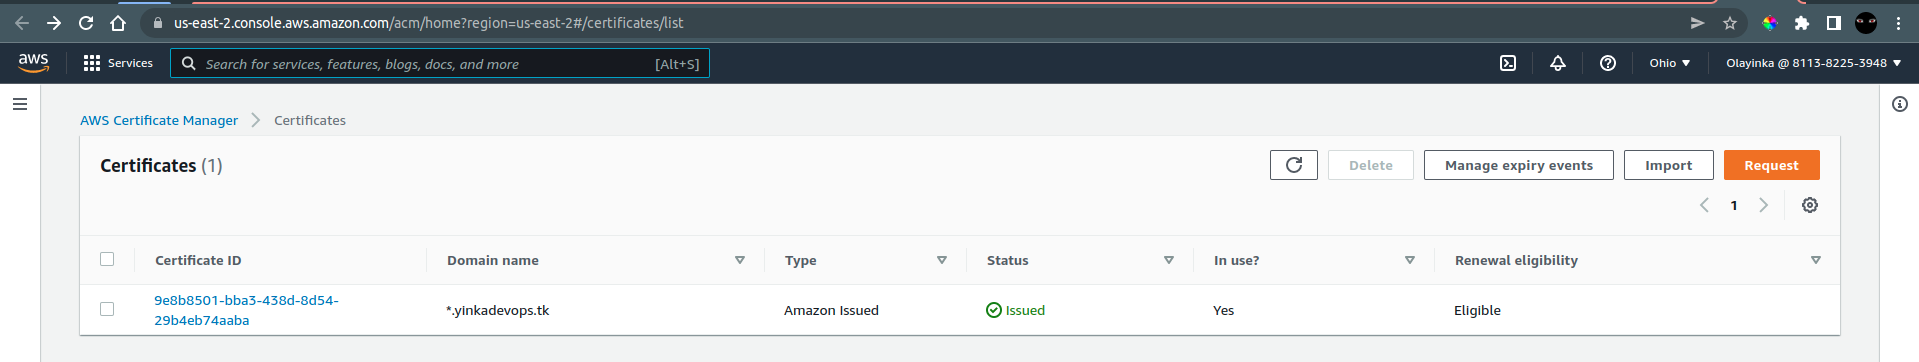 us-east-2.console.aws.amazon.com/acm/home?region=us-east-2#/certificates/list
aws Services Search for services, features, blogs, docs, and more [Alt+S] Ohio Olayinka @ 8113-8225-3948
AWS Certificate Manager Certificates
Certificates (1) Delete Manage expiry events Import Request
1
Certificate ID Domain name Type Status In use? Renewal eligibility
9e8b8501-bba3-438d-8d54-
29b4eb74aaba *.yinkadevops.tk Amazon Issued Issued Yes Eligible